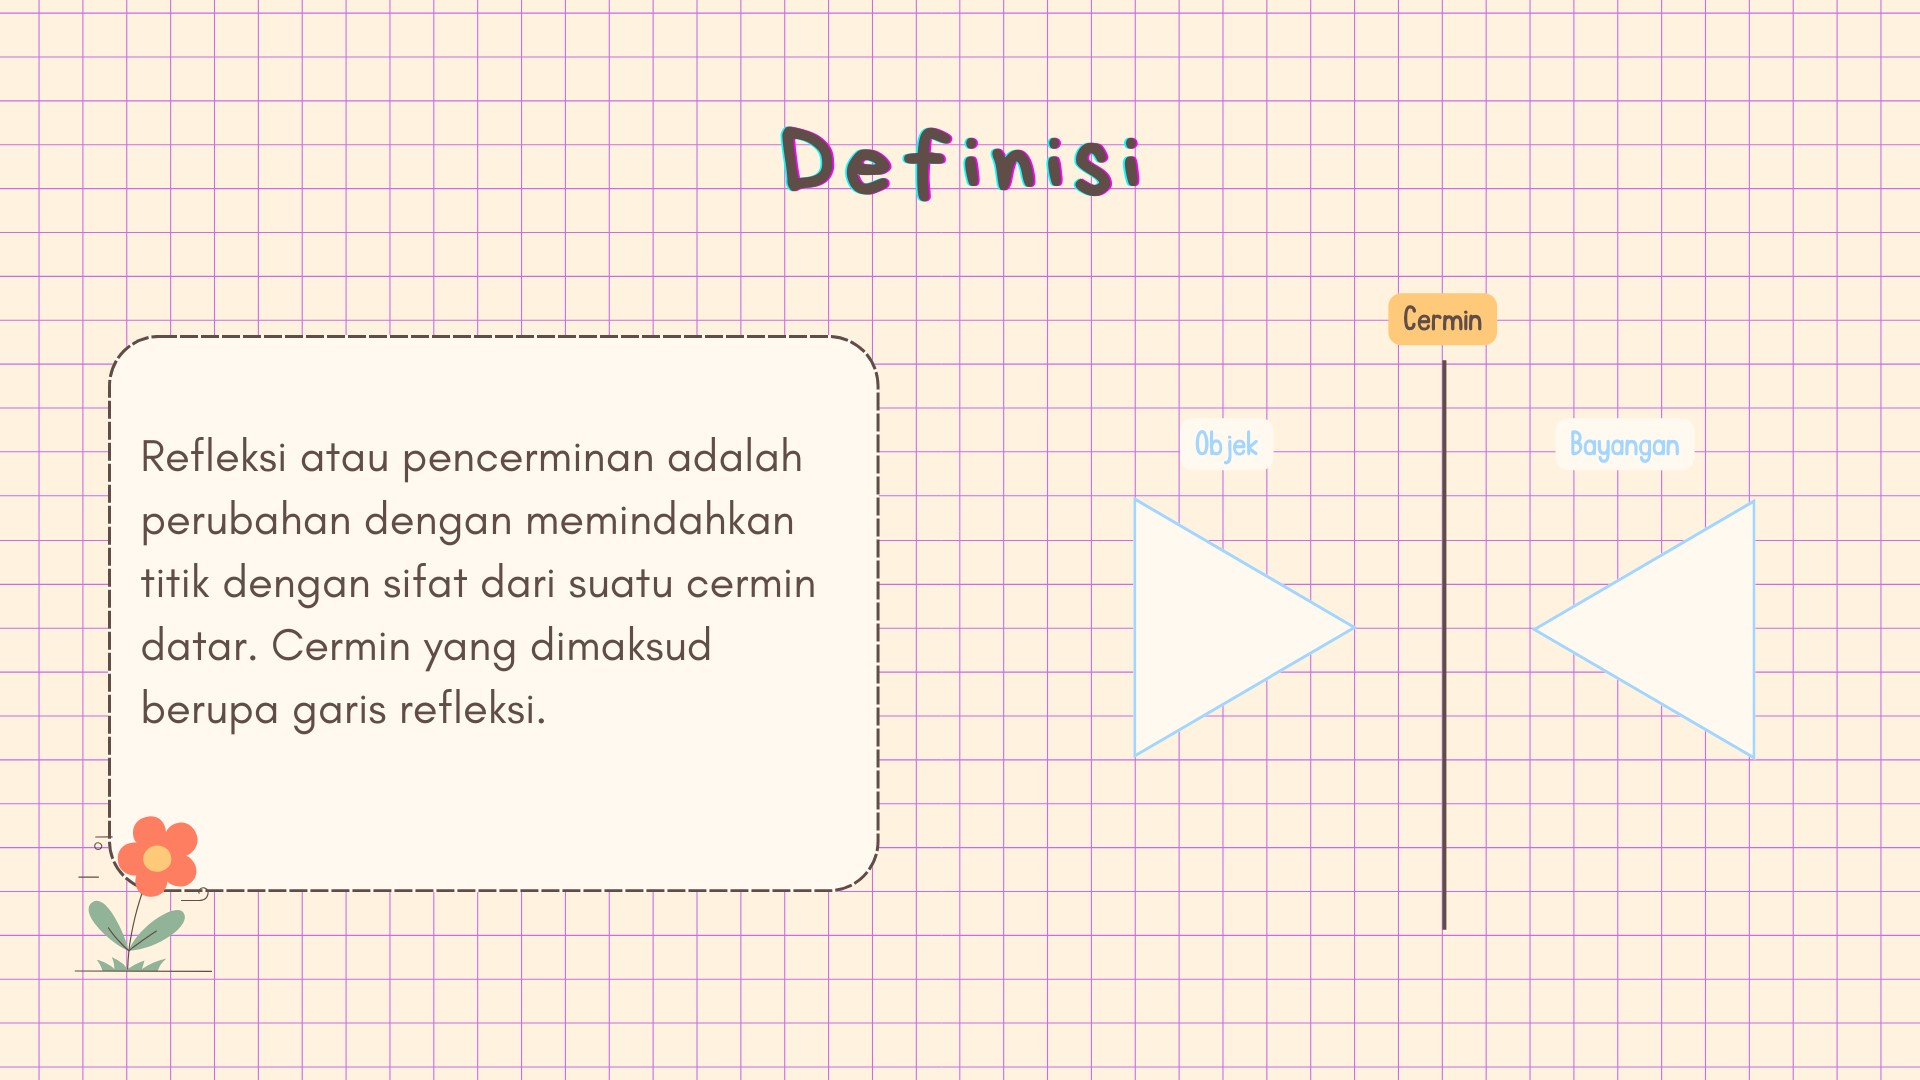 Definisi
Refleksi atau pencerminan adalah
perubahan dengan memindahkan
titik dengan sifat dari suatu cermin
datar. Cermin yang dimaksud
berupa garis refleksi.
Cermin
Objek
Bayangan